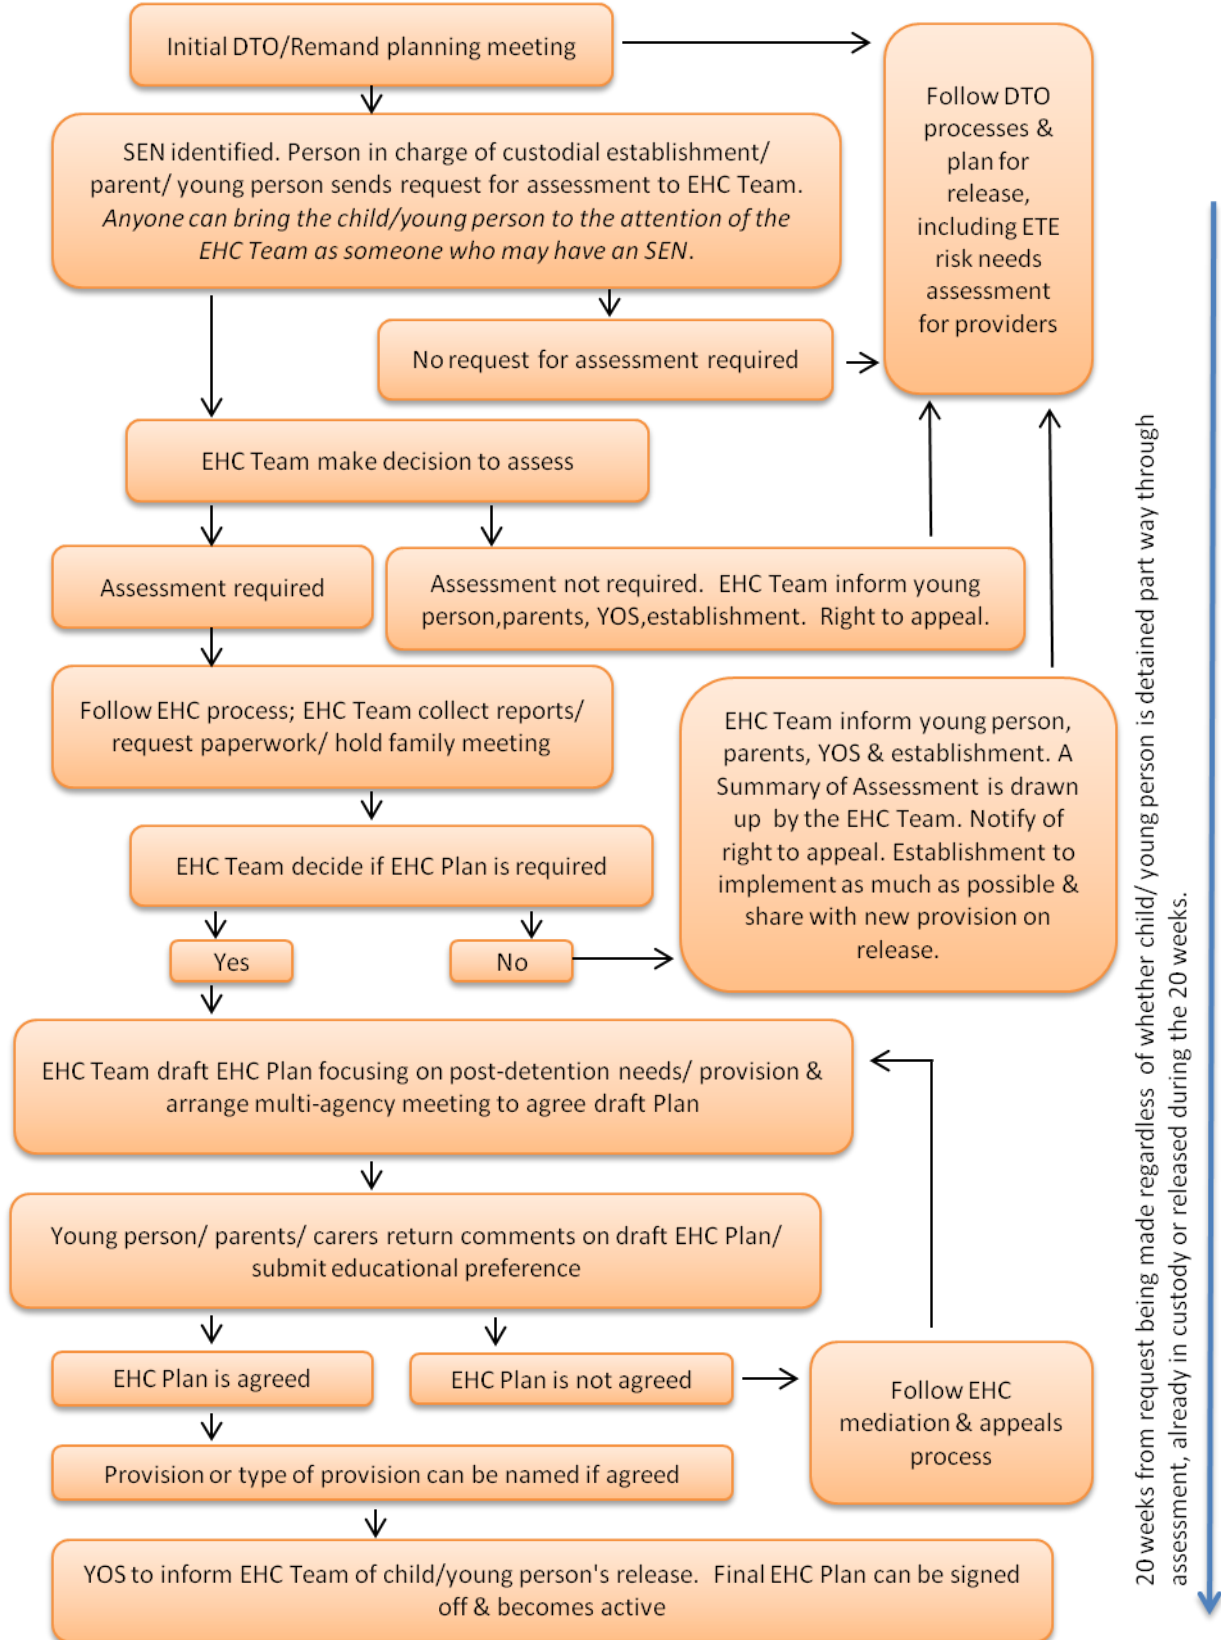 Initial DTO/Remand planning meeting
Follow DTO
processes &
plan for
release,
including ETE
risk needs
assessment
for providers
SEN identified. Person in charge of custodial establishment/
parent/ young person sends request for assessment to EHC Team.
Anyone can bring the child/young person to the attention of the
EHC Team as someone who may have an SEN.
No request for assessment required
EHC Team make decision to assess
Assessment required
Assessment not required. EHC Team inform young
person,parents, YOS,establishment. Right to appeal.
Follow EHC process; EHC Team collect reports/
request paperwork/ hold family meeting
EHC Team inform young person,
parents, YOS & establishment. A
Summary of Assessment is drawn
up by the EHC Team. Notify of
right to appeal. Establishment to
implement as much as possible &
share with new provision on
release.
EHC Team decide if EHC Plan is required
Yes
No
EHC Team draft EHC Plan focusing on post-detention needs/ provision &
arrange multi-agency meeting to agree draft Plan
Young person/ parents/ carers return comments on draft EHC Plan/
submit educational preference
EHC Plan is agreed
EHC Plan is not agreed
Follow EHC
mediation & appeals
process
Provision or type of provision can be named if agreed
YOS to inform EHC Team of child/young person's release. Final EHC Plan can be signed
off & becomes active
20 weeks from request being made regardless of whether child/ young person is detained part way through
assessment, already in custody or released during the 20 weeks.